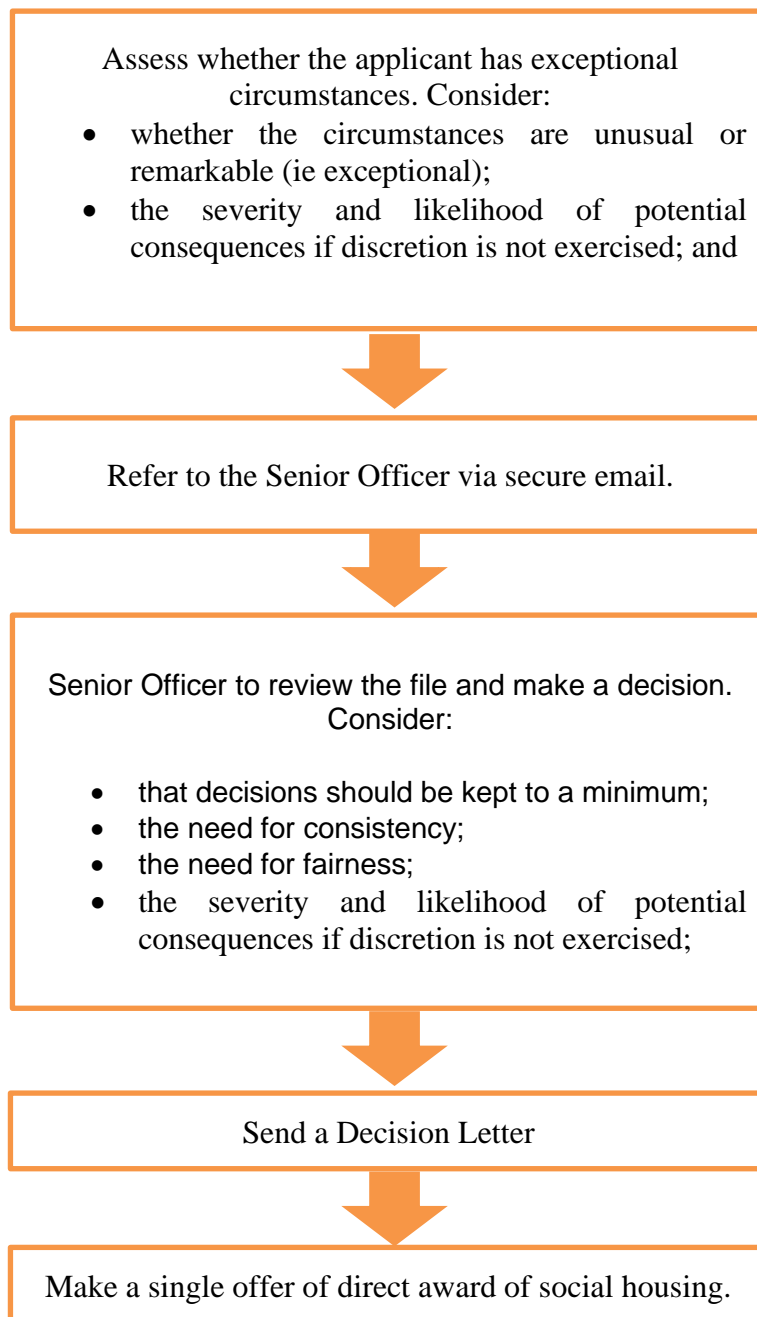 Assess whether the applicant has exceptional
circumstances. Consider:
• whether the circumstances are unusual or
remarkable (ie exceptional);
• the severity and likelihood of potential
consequences if discretion is not exercised; and
Refer to the Senior Officer via secure email.
Senior Officer to review the file and make a decision.
Consider:
• that decisions should be kept to a minimum;
• the need for consistency;
• the need for fairness;
• the severity and likelihood of potential
consequences if discretion is not exercised;
Send a Decision Letter
Make a single offer of direct award of social housing.